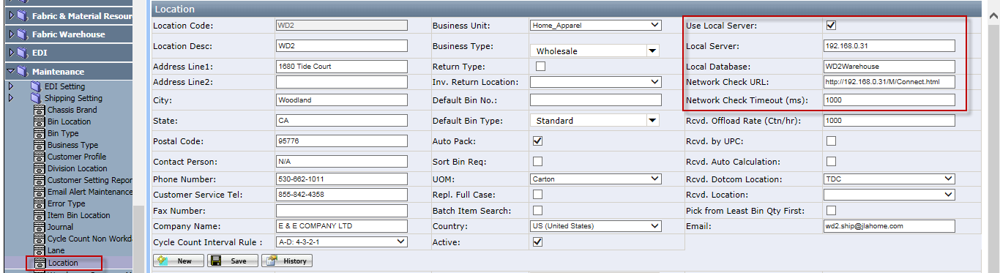 Fabric & Material Resour
Fabric Warehouse
EDI
Maintenance
EDI Setting
Shipping Setting
Chassis Brand
Bin Location
Bin Type
Business Type
Customer Profile
Division Location
Customer Setting Repor
Email Alert Maintenance
Error Type
Item Bin Location
Journal
Cycle Count Non Workda
Lane
Location
Location
Location Code: WD2 Business Unit: Home_Apparel Use Local Server:
Location Desc: WD2 Business Type: Wholesale Local Server: 192.168.0.31
Address Line1: 1680 Tide Court Return Type: Local Database: WD2Warehouse
Address Line2: Inv. Return Location: Network Check URL: http://192.168.0.31/M/Connect.html
City: Woodland Default Bin No.: Network Check Timeout (ms): 1000
State: CA Default Bin Type: Standard Rcvd. Offload Rate (Ctn/hr): 1000
Postal Code: 95776 Auto Pack: Rcvd. by UPC:
Contact Person: N/A Sort Bin Req: Rcvd. Auto Calculation:
Phone Number: 530-662-1011 UOM: Carton Rcvd. Dotcom Location: TDC
Customer Service Tel: 855-842-4358 Repl. Full Case: Rcvd. Location:
Fax Number: Batch Item Search: Pick from Least Bin Qty First:
Company Name: E & E COMPANY LTD Country: US (United States) Email: wd2.ship@jlahome.com
Cycle Count Interval Rule : A-D: 4-3-2-1 Active:
New Save History